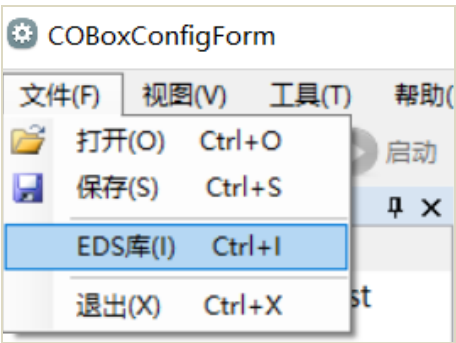 COBoxConfigForm
文件(F) 视图(V) 工具(T) 帮助(
打开(O) Ctrl+O
启动
保存(S) Ctrl+S
EDS库(I) Ctrl+I
退出(X) Ctrl+X
st